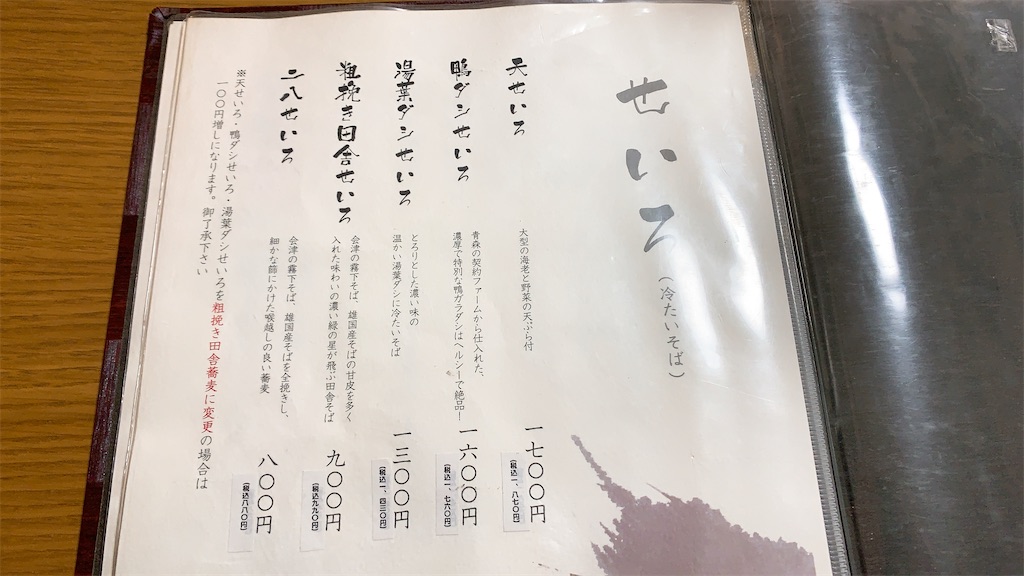 せいろ(冷たいそば)
天せいろ
大型の海老と野菜の天ぷら付
一七〇〇円
(税込一、八七〇円)
鴨ダシせいろ
青森の契約ファームから仕入れた、
濃厚で特別な鴨ガラダシはヘルシーで絶品!
一六〇〇円
(税込一、七六〇円)
湯葉ダシせいろ
とろりとした濃い味の
温かい湯葉ダシに冷たいそば
一三〇〇円
(税込一、四三〇円)
粗挽き田舎せいろ
会津の霧下そば、雄国産そばの甘皮を多く
入れた味わいの濃い緑の星が飛ぶ田舎そば
九〇〇円
(税込九九〇円)
二八せいろ
会津の霧下そば、雄国産そばを全挽きし、
細かな篩にかけた喉越しの良い蕎麦
八〇〇円
(税込八八〇円)
※天せいろ・鴨ダシせいろ・湯葉ダシせいろを粗挽き田舎蕎麦に変更の場合は
一〇〇円増しになります。御了承下さい